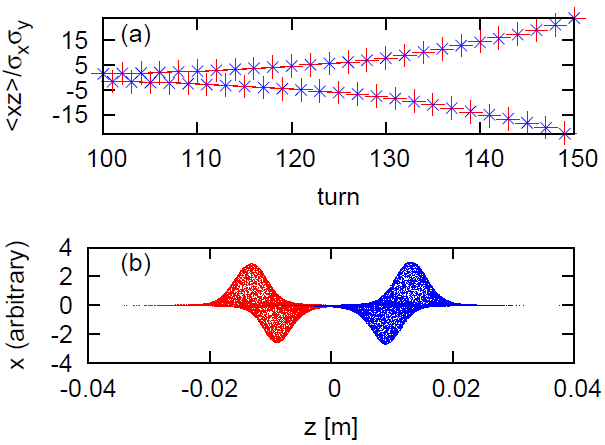 (a)
<xz>/σxσy
15
5
-5
-15
100 110 120 130 140 150
turn
(b)
x (arbitrary)
4
2
0
-2
-4
-0.04 -0.02 0 0.02 0.04
z [m]